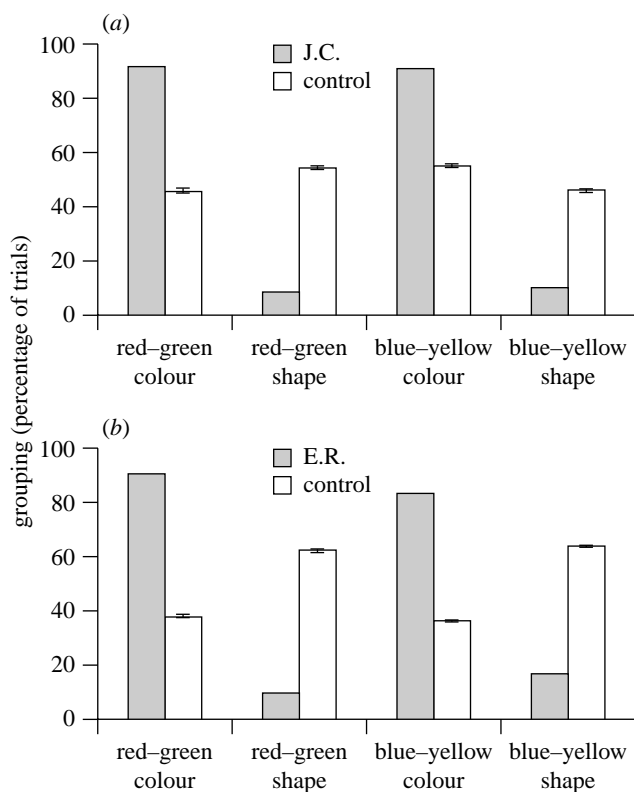 (a)
100
80
60
40
20
0
J.C.
control
red–green colour
red–green shape
blue–yellow colour
blue–yellow shape
grouping (percentage of trials)
(b)
100
80
60
40
20
0
E.R.
control
red–green colour
red–green shape
blue–yellow colour
blue–yellow shape